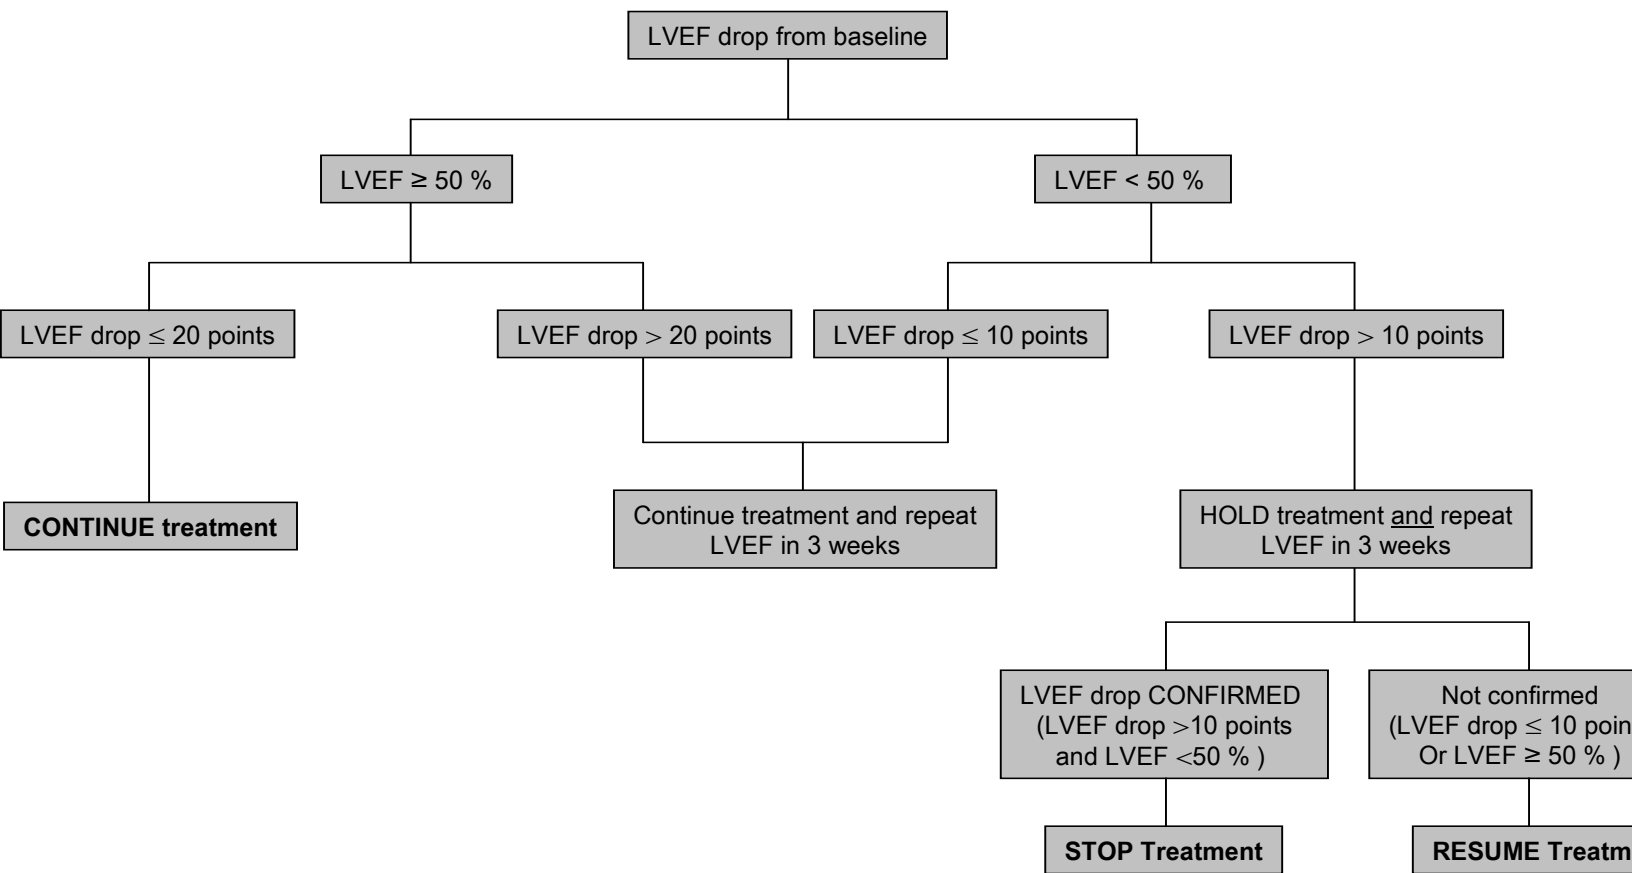 LVEF drop from baseline
LVEF ≥ 50 %
LVEF < 50 %
LVEF drop ≤ 20 points
LVEF drop > 20 points
LVEF drop ≤ 10 points
LVEF drop > 10 points
CONTINUE treatment
Continue treatment and repeat
LVEF in 3 weeks
HOLD treatment and repeat
LVEF in 3 weeks
LVEF drop CONFIRMED
(LVEF drop >10 points
and LVEF <50 % )
Not confirmed
(LVEF drop ≤ 10 poin
Or LVEF ≥ 50 % )
STOP Treatment
RESUME Treatm